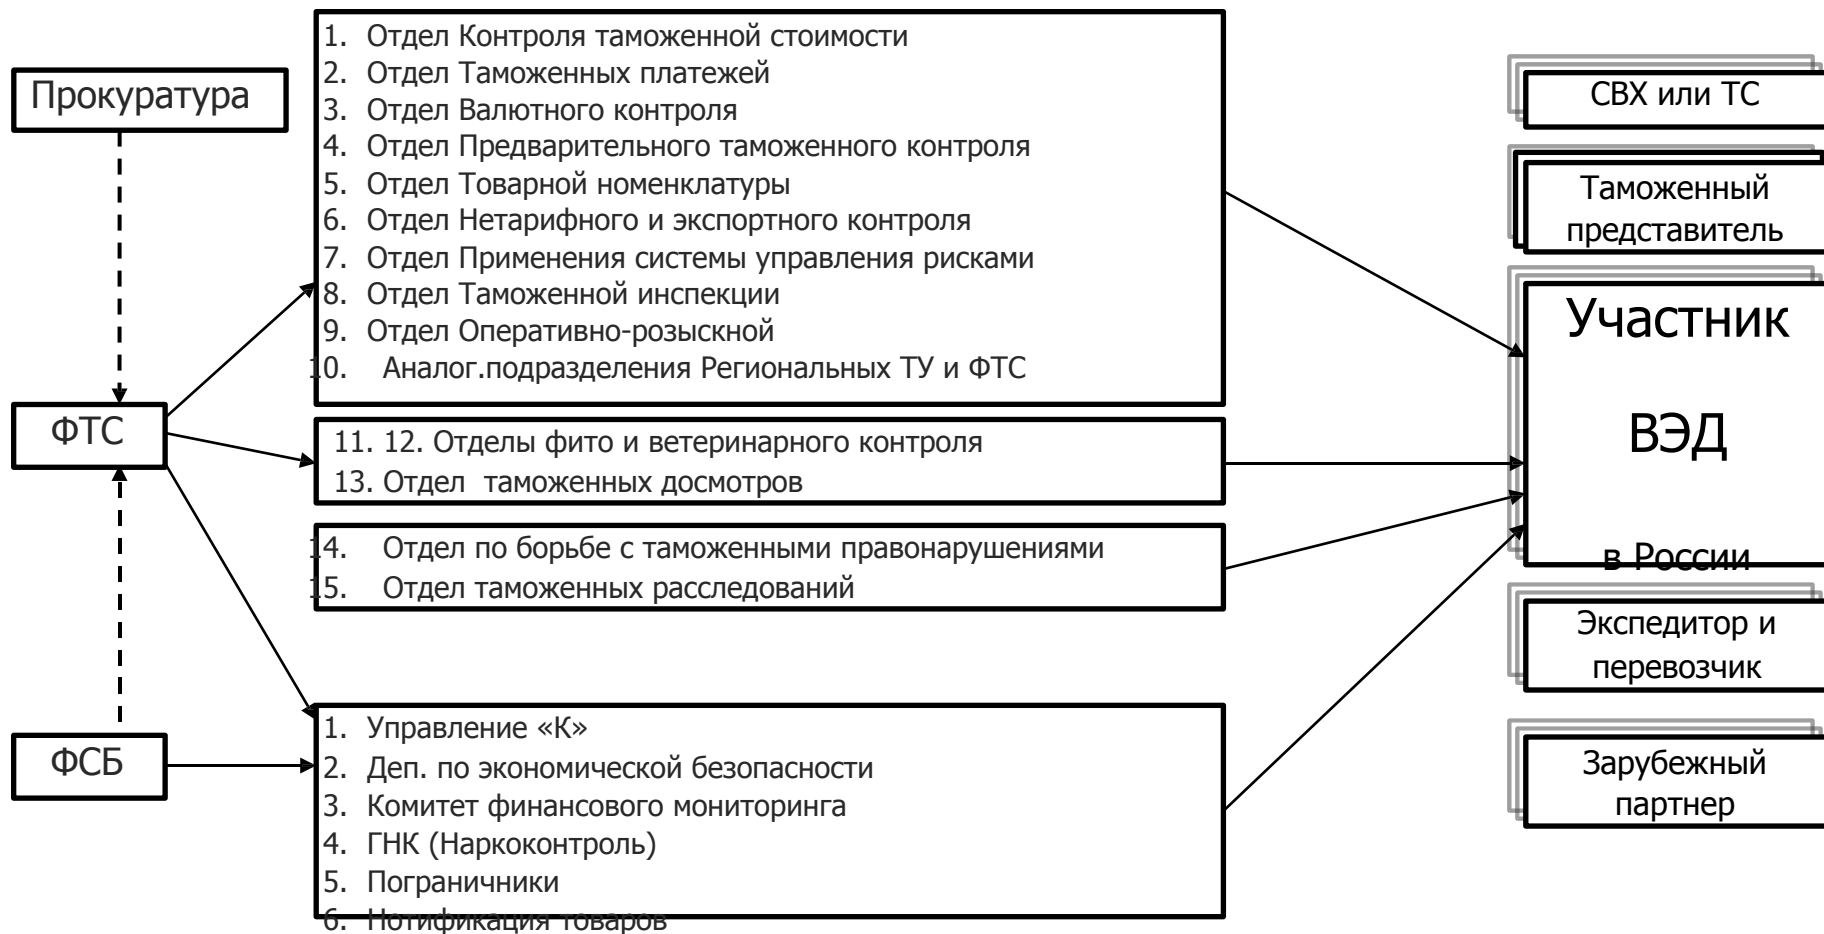 Прокуратура
ФТС
ФСБ
1. Отдел Контроля таможенной стоимости
2. Отдел Таможенных платежей
3. Отдел Валютного контроля
4. Отдел Предварительного таможенного контроля
5. Отдел Товарной номенклатуры
6. Отдел Нетарифного и экспортного контроля
7. Отдел Применения системы управления рисками
8. Отдел Таможенной инспекции
9. Отдел Оперативно-розыскной
10. Аналог.подразделения Региональных ТУ и ФТС
11. 12. Отделы фито и ветеринарного контроля
13. Отдел таможенных досмотров
14. Отдел по борьбе с таможенными правонарушениями
15. Отдел таможенных расследований
1. Управление «К»
2. Деп. по экономической безопасности
3. Комитет финансового мониторинга
4. ГНК (Наркоконтроль)
5. Пограничники
6. Нотификация товаров
СВХ или ТС
Таможенный
представитель
Участник
ВЭД
в России
Экспедитор и
перевозчик
Зарубежный
партнер